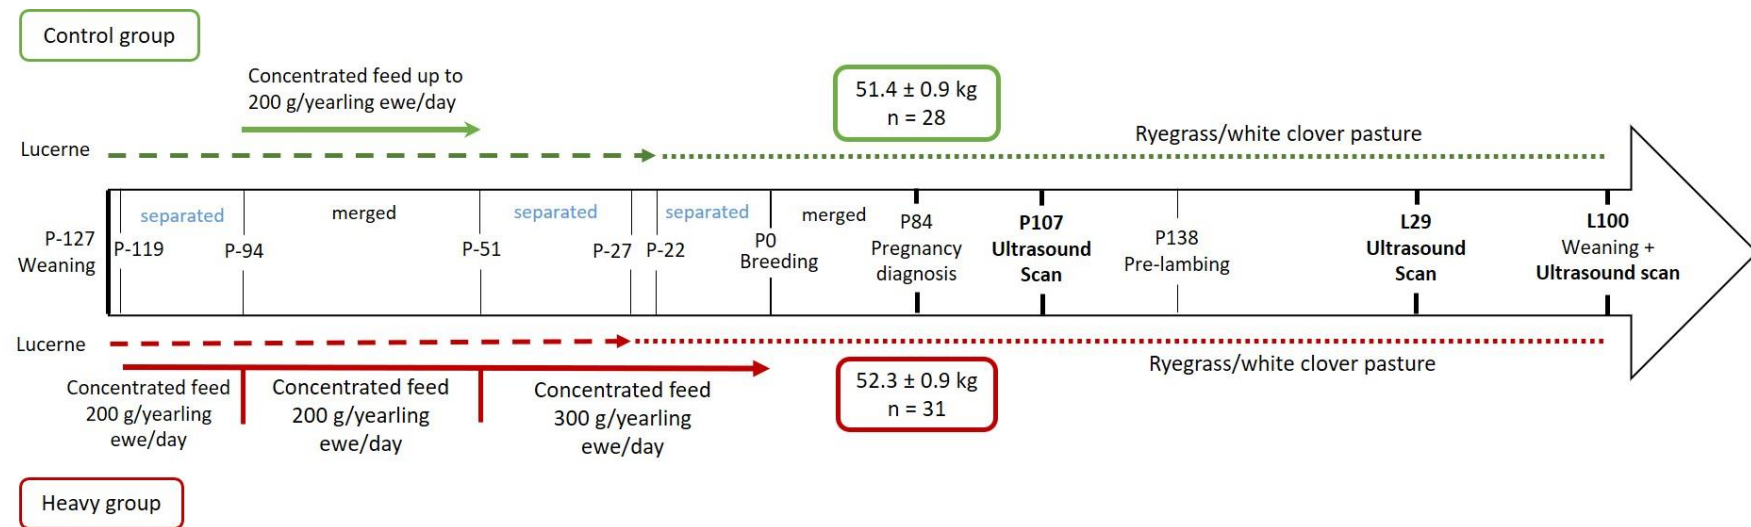 Control group
Concentrated feed up to
200 g/yearling ewe/day
51.4 ± 0.9 kg
n = 28
Lucerne
Ryegrass/white clover pasture
P-127
Weaning
separated
P-119
P-94
merged
separated
P-51
P-27
P-22
separated
P0
Breeding
merged
P84
Pregnancy
diagnosis
P107
Ultrasound
Scan
P138
Pre-lambing
L29
Ultrasound
Scan
L100
Weaning +
Ultrasound scan
Lucerne
Ryegrass/white clover pasture
Concentrated feed
200 g/yearling
ewe/day
Concentrated feed
200 g/yearling
ewe/day
Concentrated feed
300 g/yearling
ewe/day
52.3 ± 0.9 kg
n = 31
Heavy group